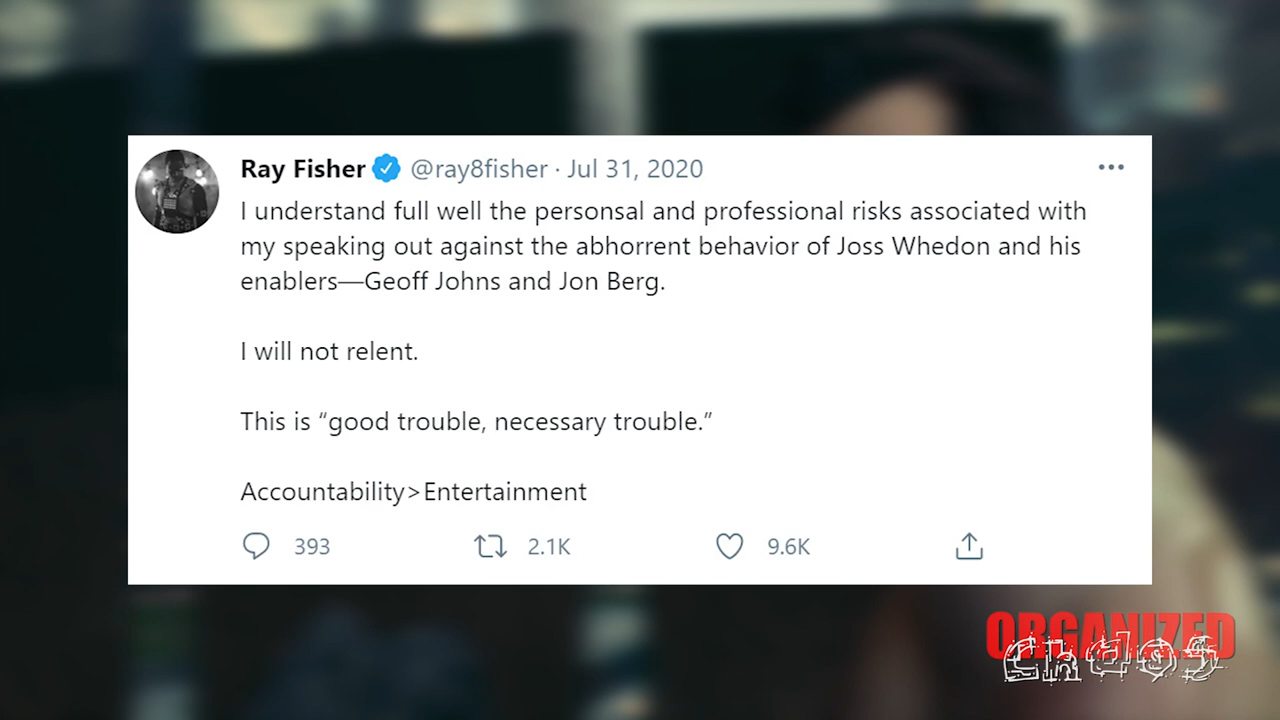 Ray Fisher @ray8fisher · Jul 31, 2020
I understand full well the personsal and professional risks associated with
my speaking out against the abhorrent behavior of Joss Whedon and his
enablers—Geoff Johns and Jon Berg.
I will not relent.
This is “good trouble, necessary trouble.”
Accountability>Entertainment
393 2.1K 9.6K
ORGANIZED
CHAOS